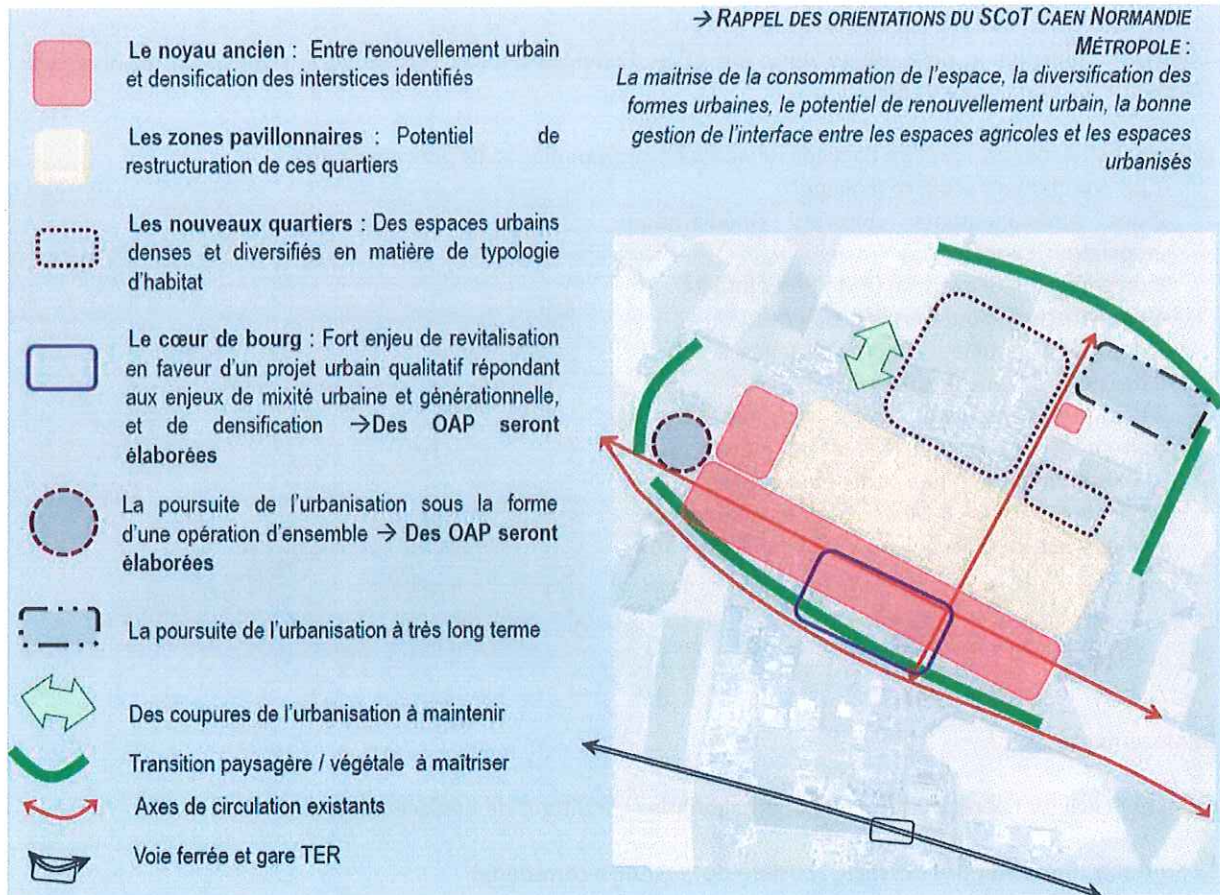 → RAPPEL DES ORIENTATIONS DU SCOT CAEN NORMANDIE
MÉTROPOLE :
La maitrise de la consommation de l'espace, la diversification des
formes urbaines, le potentiel de renouvellement urbain, la bonne
gestion de l'interface entre les espaces agricoles et les espaces
urbanisés
Le noyau ancien : Entre renouvellement urbain
et densification des interstices identifiés
Les zones pavillonnaires : Potentiel de
restructuration de ces quartiers
Les nouveaux quartiers : Des espaces urbains
denses et diversifiés en matière de typologie
d'habitat
Le cœur de bourg : Fort enjeu de revitalisation
en faveur d'un projet urbain qualitatif répondant
aux enjeux de mixité urbaine et générationnelle,
et de densification →Des OAP seront
élaborées
La poursuite de l'urbanisation sous la forme
d'une opération d'ensemble → Des OAP seront
élaborées
La poursuite de l'urbanisation à très long terme
Des coupures de l'urbanisation à maintenir
Transition paysagère / végétale à maîtriser
Axes de circulation existants
Voie ferrée et gare TER